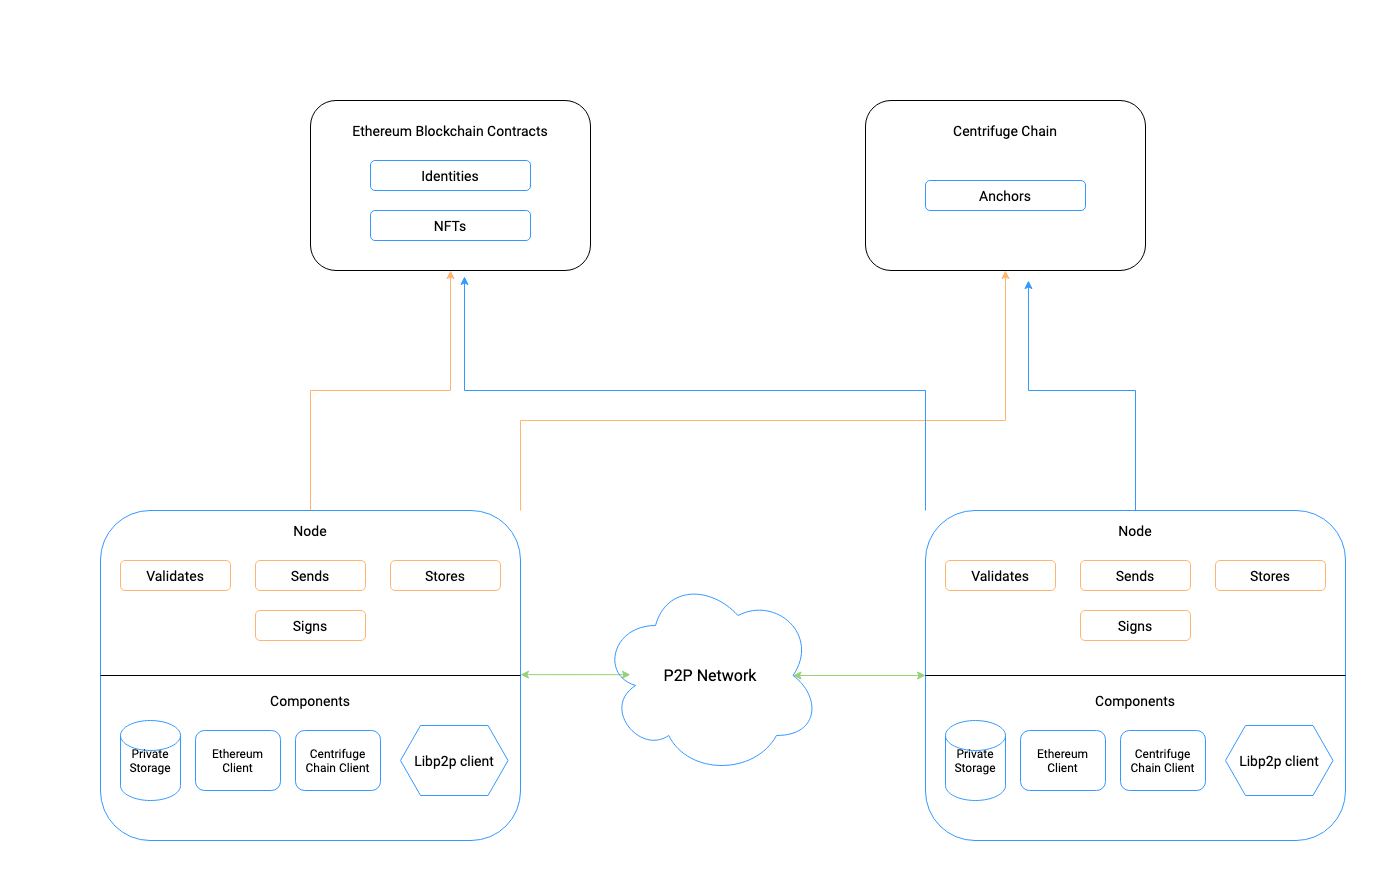 Ethereum Blockchain Contracts
Identities
NFTs
Centrifuge Chain
Anchors
Node
Validates
Sends
Stores
Signs
Components
Private
Storage
Ethereum
Client
Centrifuge
Chain Client
Libp2p client
P2P Network
Node
Validates
Sends
Stores
Signs
Components
Private
Storage
Ethereum
Client
Centrifuge
Chain Client
Libp2p client